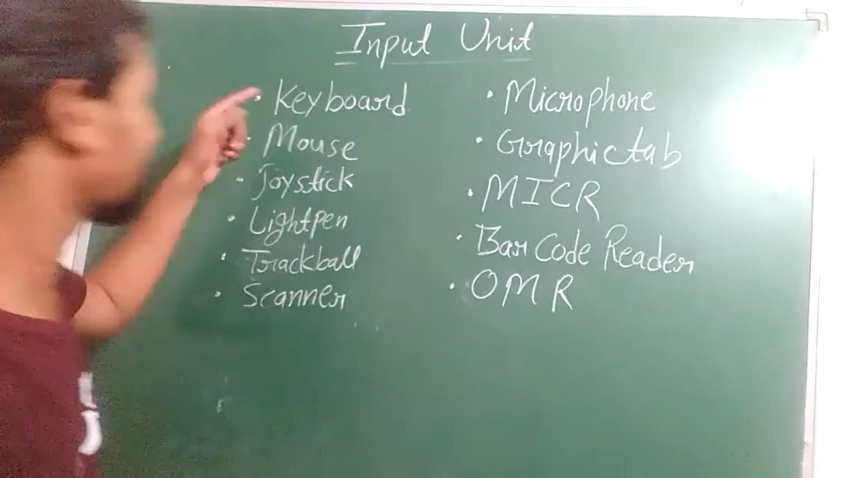 Input Unit
• Keyboard
• Mouse
• Joystick
• Lightpen
• Trackball
• Scanner
• Microphone
• Graphictab
• MICR
• Bar Code Reader
• OMR